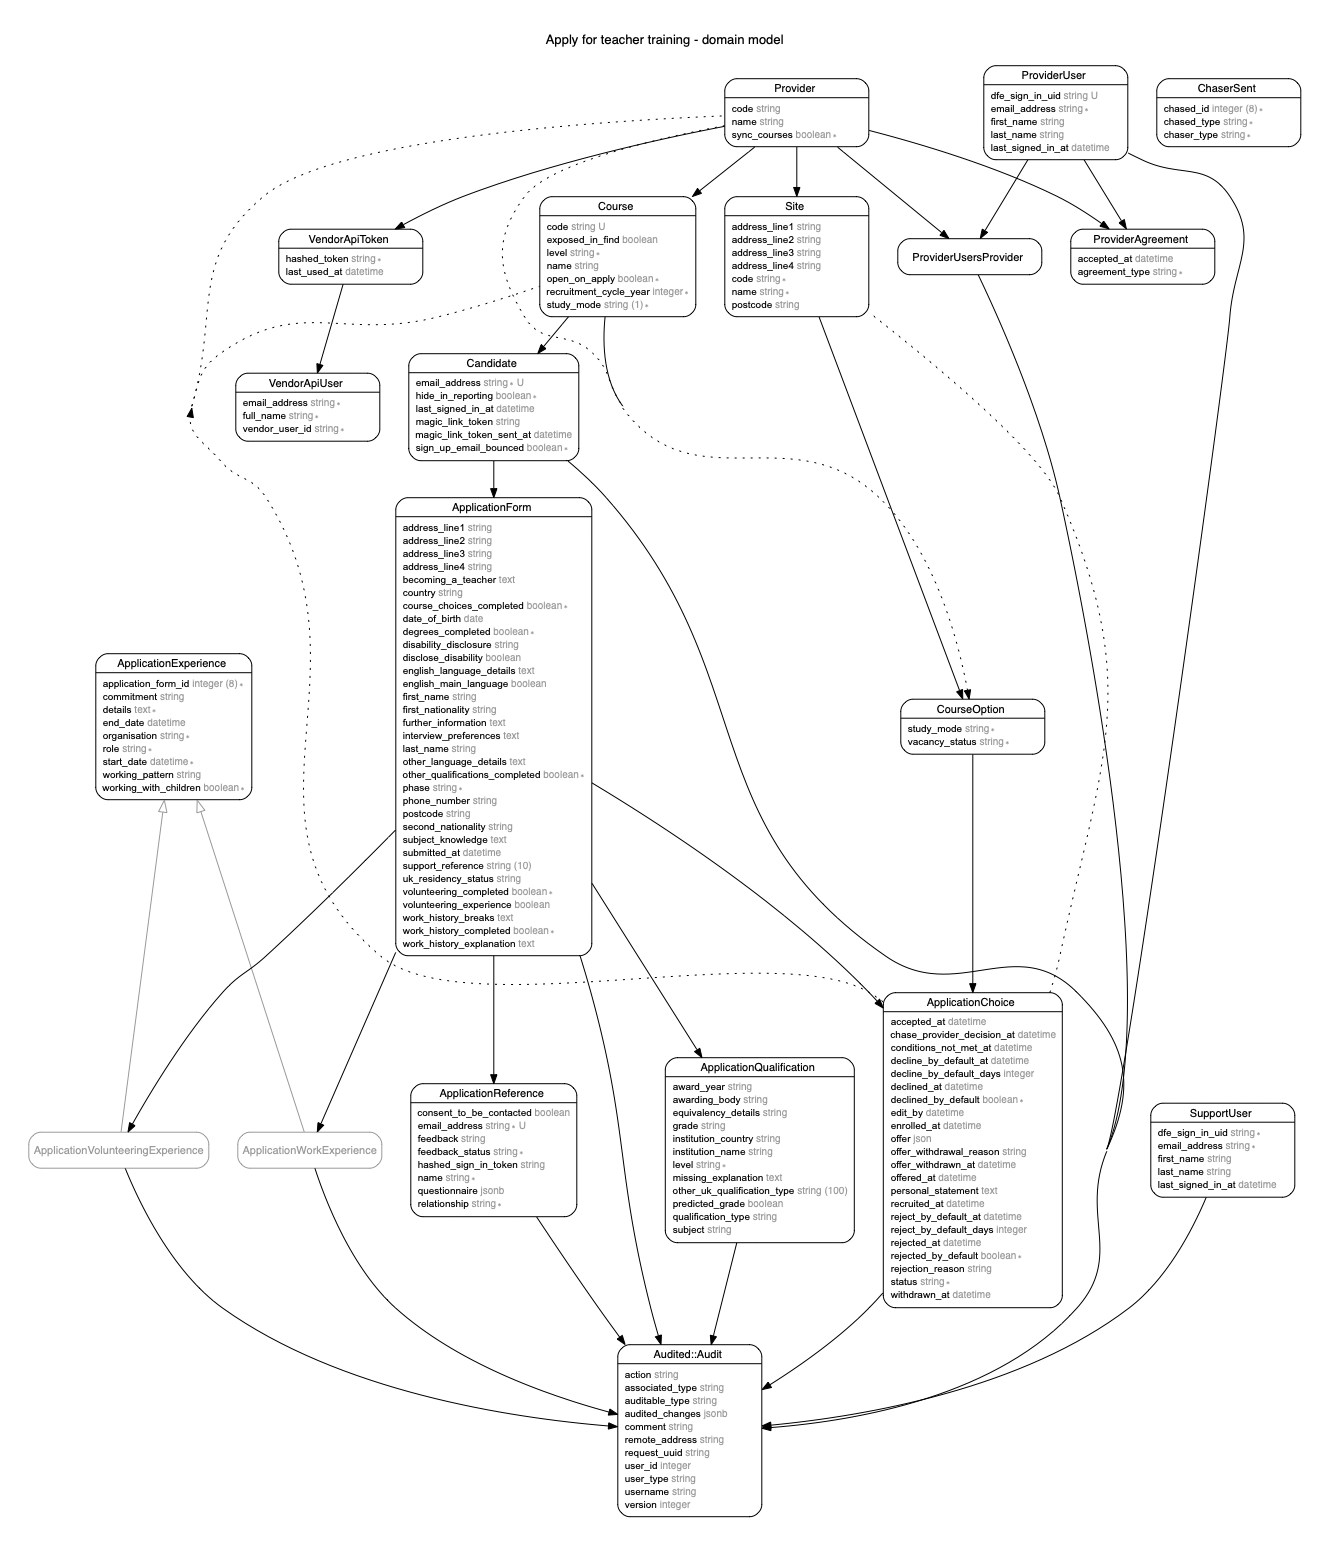 Apply for teacher training - domain model
Provider
code string
name string
sync_courses boolean ∗
ProviderUser
dfe_sign_in_uid string U
email_address string ∗
first_name string
last_name string
last_signed_in_at datetime
ChaserSent
chased_id integer (8) ∗
chased_type string ∗
chaser_type string ∗
VendorApiToken
hashed_token string ∗
last_used_at datetime
Course
code string U
exposed_in_find boolean
level string ∗
name string
open_on_apply boolean ∗
recruitment_cycle_year integer ∗
study_mode string (1) ∗
Site
address_line1 string
address_line2 string
address_line3 string
address_line4 string
code string ∗
name string ∗
postcode string
ProviderUsersProvider
ProviderAgreement
accepted_at datetime
agreement_type string ∗
VendorApiUser
email_address string ∗
full_name string ∗
vendor_user_id string ∗
Candidate
email_address string ∗ U
hide_in_reporting boolean ∗
last_signed_in_at datetime
magic_link_token string
magic_link_token_sent_at datetime
sign_up_email_bounced boolean ∗
ApplicationForm
address_line1 string
address_line2 string
address_line3 string
address_line4 string
becoming_a_teacher text
country string
course_choices_completed boolean ∗
date_of_birth date
degrees_completed boolean ∗
disability_disclosure string
disclose_disability boolean
english_language_details text
english_main_language boolean
first_name string
first_nationality string
further_information text
interview_preferences text
last_name string
other_language_details text
other_qualifications_completed boolean ∗
phase string ∗
phone_number string
postcode string
second_nationality string
subject_knowledge text
submitted_at datetime
support_reference string (10)
uk_residency_status string
volunteering_completed boolean ∗
volunteering_experience boolean
work_history_breaks text
work_history_completed boolean ∗
work_history_explanation text
ApplicationExperience
application_form_id integer (8) ∗
commitment string
details text ∗
end_date datetime
organisation string ∗
role string ∗
start_date datetime ∗
working_pattern string
working_with_children boolean ∗
CourseOption
study_mode string ∗
vacancy_status string ∗
ApplicationVolunteeringExperience
ApplicationWorkExperience
ApplicationReference
consent_to_be_contacted boolean
email_address string ∗ U
feedback string
feedback_status string ∗
hashed_sign_in_token string
name string ∗
questionnaire jsonb
relationship string ∗
ApplicationQualification
award_year string
awarding_body string
equivalency_details string
grade string
institution_country string
institution_name string
level string ∗
missing_explanation text
other_uk_qualification_type string (100)
predicted_grade boolean
qualification_type string
subject string
ApplicationChoice
accepted_at datetime
chase_provider_decision_at datetime
conditions_not_met_at datetime
decline_by_default_at datetime
decline_by_default_days integer
declined_at datetime
declined_by_default boolean ∗
edit_by datetime
enrolled_at datetime
offer json
offer_withdrawal_reason string
offer_withdrawn_at datetime
offered_at datetime
personal_statement text
recruited_at datetime
reject_by_default_at datetime
reject_by_default_days integer
rejected_at datetime
rejected_by_default boolean ∗
rejection_reason string
status string ∗
withdrawn_at datetime
SupportUser
dfe_sign_in_uid string ∗
email_address string ∗
first_name string
last_name string
last_signed_in_at datetime
Audited::Audit
action string
associated_type string
auditable_type string
audited_changes jsonb
comment string
remote_address string
request_uuid string
user_id integer
user_type string
username string
version integer